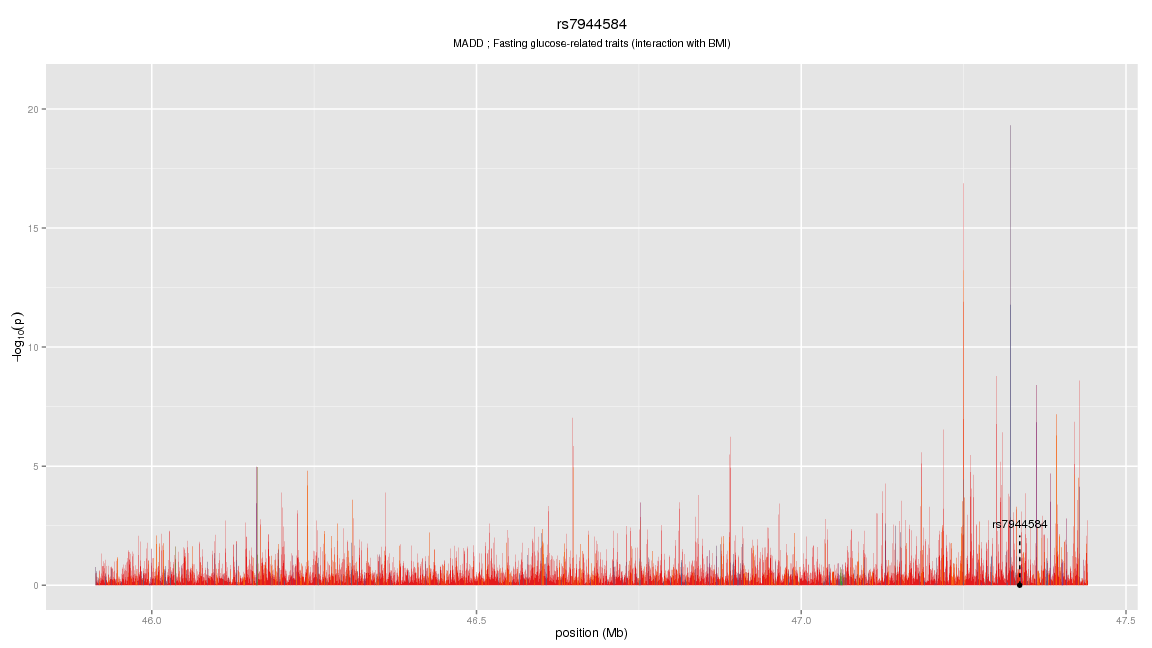 rs7944584
MADD ; Fasting glucose-related traits (interaction with BMI)
20
15
10
5
0
−log10(p)
rs7944584
46.0
46.5
47.0
47.5
position (Mb)